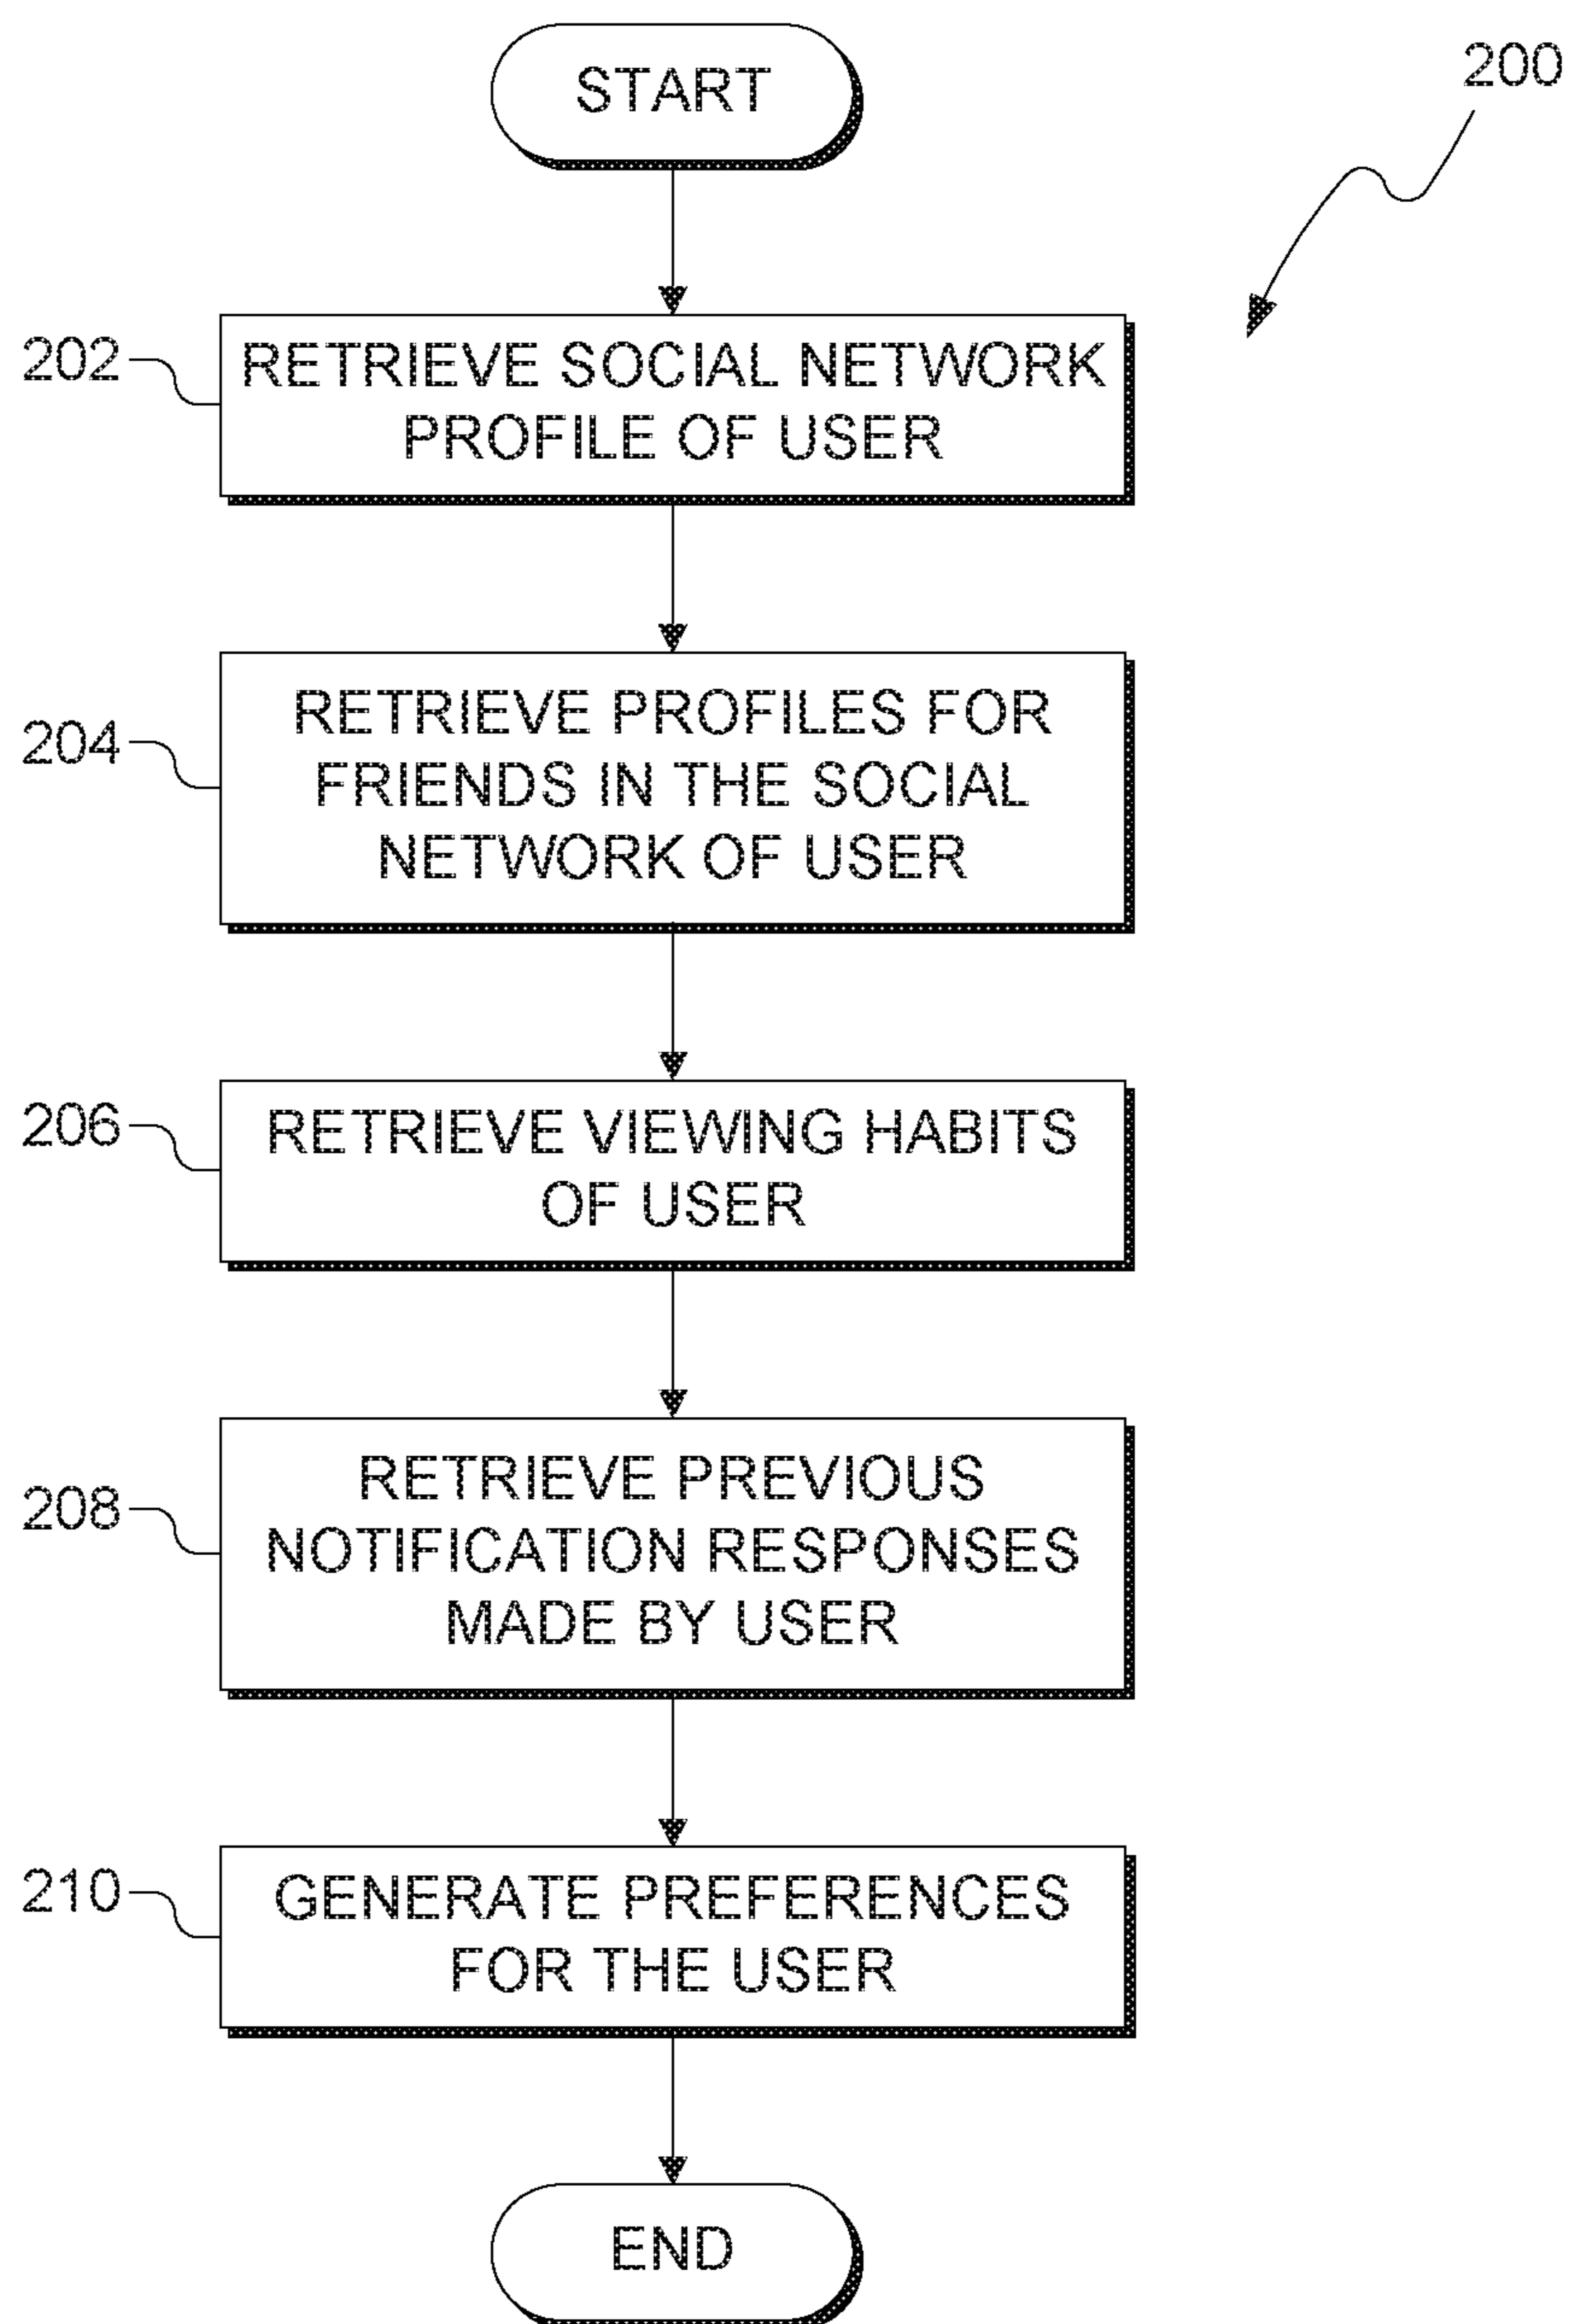 START
200
202
RETRIEVE SOCIAL NETWORK
PROFILE OF USER
204
RETRIEVE PROFILES FOR
FRIENDS IN THE SOCIAL
NETWORK OF USER
206
RETRIEVE VIEWING HABITS
OF USER
208
RETRIEVE PREVIOUS
NOTIFICATION RESPONSES
MADE BY USER
210
GENERATE PREFERENCES
FOR THE USER
END